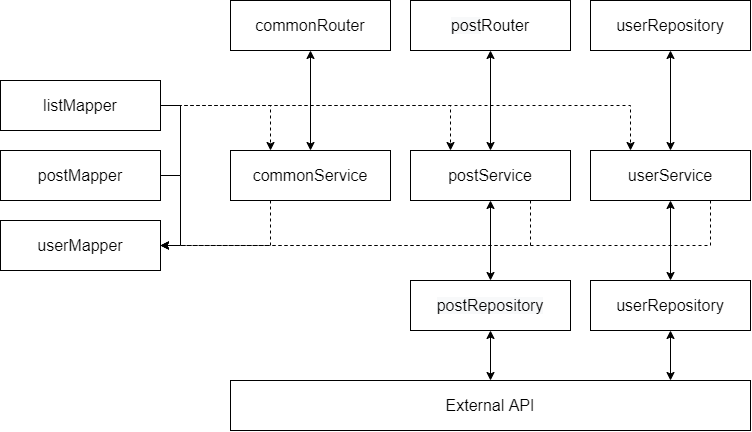 commonRouter
postRouter
userRepository
listMapper
postMapper
commonService
postService
userService
userMapper
postRepository
userRepository
External API